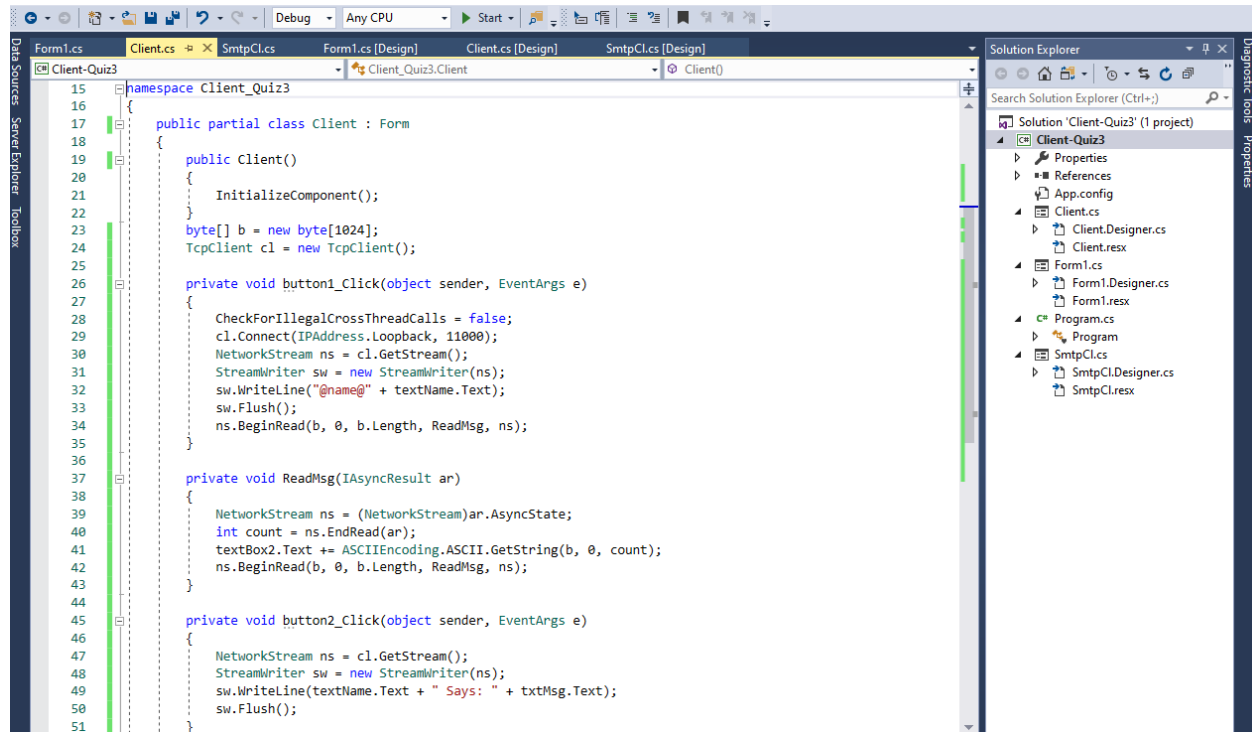 Debug Any CPU Start
Data Sources Server Explorer Toolbox
Form1.cs Client.cs SmtpCl.cs Form1.cs [Design] Client.cs [Design] SmtpCl.cs [Design]
C# Client-Quiz3 Client_Quiz3.Client Client()
15 namespace Client_Quiz3
16 {
17 public partial class Client : Form
18 {
19 public Client()
20 {
21 InitializeComponent();
22 }
23 byte[] b = new byte[1024];
24 TcpClient cl = new TcpClient();
25
26 private void button1_Click(object sender, EventArgs e)
27 {
28 CheckForIllegalCrossThreadCalls = false;
29 cl.Connect(IPAddress.Loopback, 11000);
30 NetworkStream ns = cl.GetStream();
31 StreamWriter sw = new StreamWriter(ns);
32 sw.WriteLine("@name@" + textName.Text);
33 sw.Flush();
34 ns.BeginRead(b, 0, b.Length, ReadMsg, ns);
35 }
36
37 private void ReadMsg(IAsyncResult ar)
38 {
39 NetworkStream ns = (NetworkStream)ar.AsyncState;
40 int count = ns.EndRead(ar);
41 textBox2.Text += ASCIIEncoding.ASCII.GetString(b, 0, count);
42 ns.BeginRead(b, 0, b.Length, ReadMsg, ns);
43 }
44
45 private void button2_Click(object sender, EventArgs e)
46 {
47 NetworkStream ns = cl.GetStream();
48 StreamWriter sw = new StreamWriter(ns);
49 sw.WriteLine(textName.Text + " Says: " + txtMsg.Text);
50 sw.Flush();
51 }
Solution Explorer
Search Solution Explorer (Ctrl+;)
Solution 'Client-Quiz3' (1 project)
C# Client-Quiz3
Properties
References
App.config
Client.cs
Client.Designer.cs
Client.resx
Form1.cs
Form1.Designer.cs
Form1.resx
C# Program.cs
Program
SmtpCl.cs
SmtpCl.Designer.cs
SmtpCl.resx
Diagnostic Tools Properties